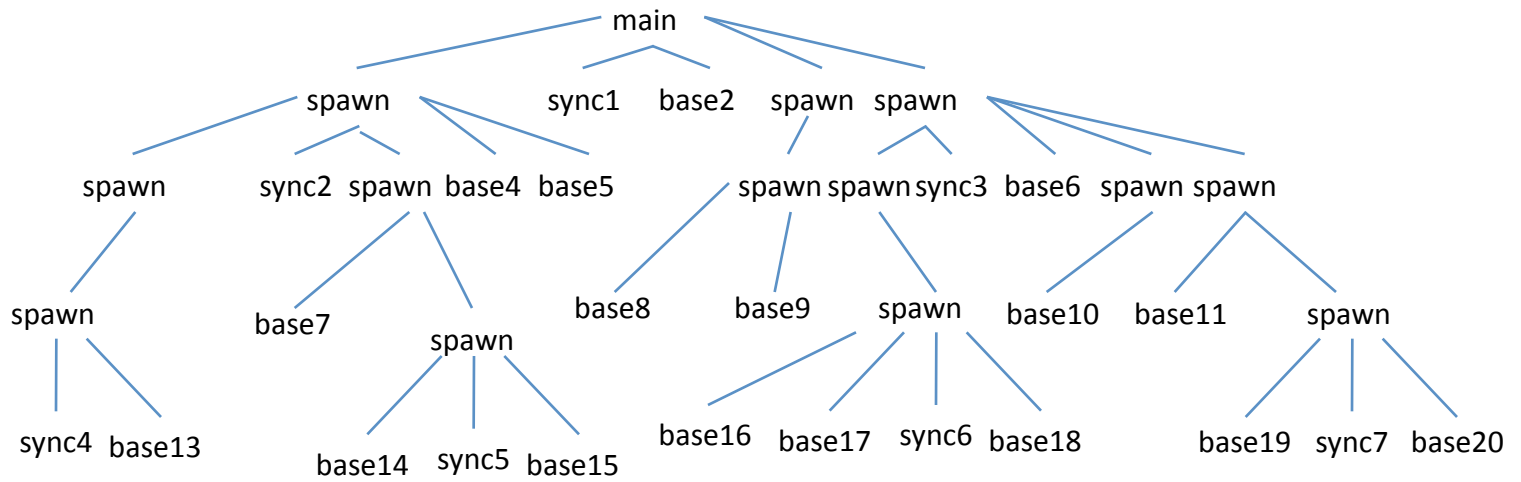 main
spawn sync1 base2 spawn spawn
spawn sync2 spawn base4 base5 spawn spawn sync3 base6 spawn spawn
spawn base7 spawn base8 base9 spawn base10 base11 spawn
sync4 base13 base14 sync5 base15 base16 base17 sync6 base18 base19 sync7 base20